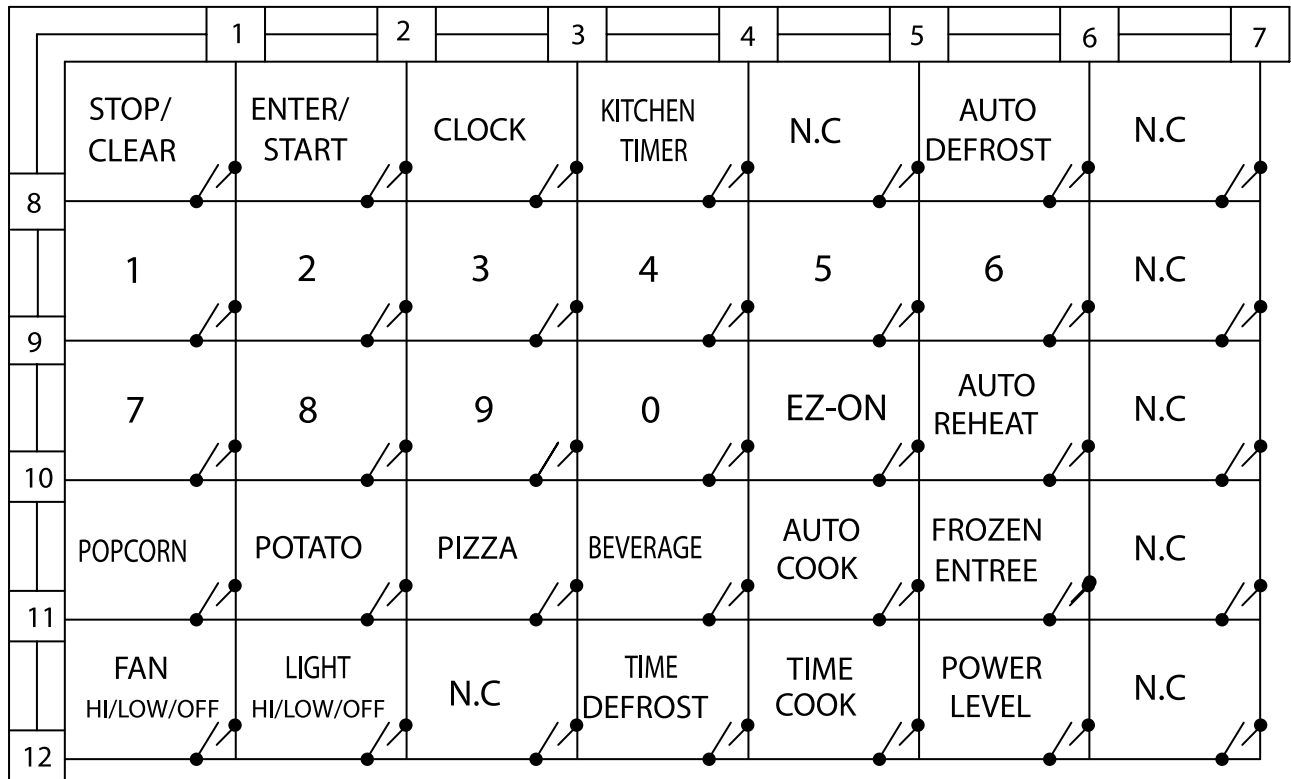 1 2 3 4 5 6 7
STOP/ ENTER/ CLOCK KITCHEN N.C AUTO N.C
CLEAR START TIMER DEFROST
8
1 2 3 4 5 6 N.C
9
7 8 9 0 EZ-ON AUTO N.C
REHEAT
10
POPCORN POTATO PIZZA BEVERAGE AUTO FROZEN N.C
COOK ENTREE
11
FAN LIGHT N.C TIME TIME POWER N.C
HI/LOW/OFF HI/LOW/OFF DEFROST COOK LEVEL
12